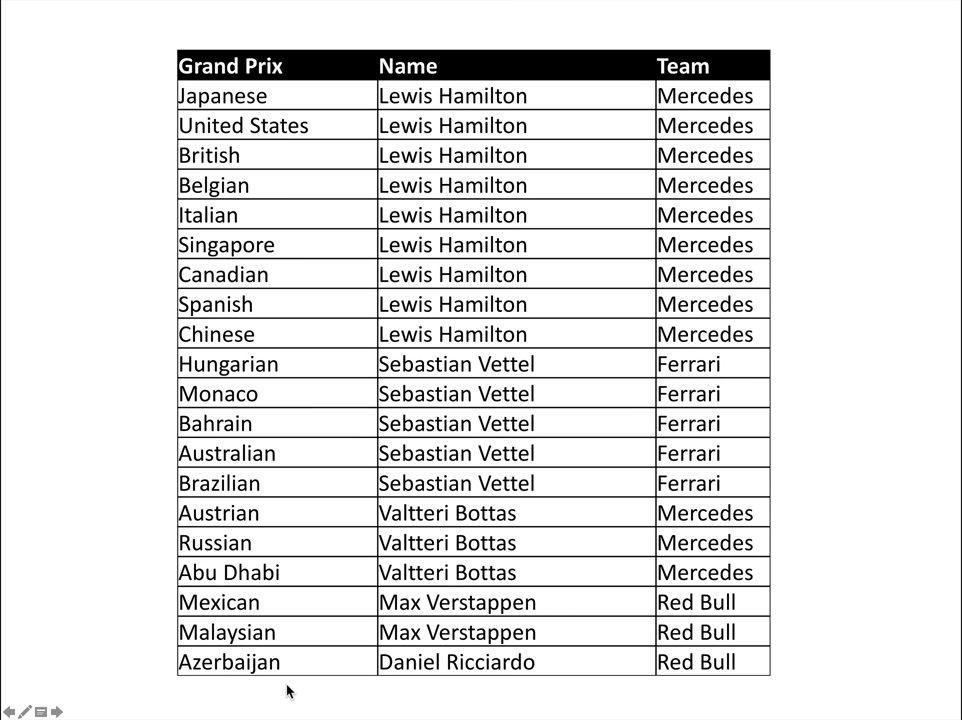 Grand Prix Name Team
Japanese Lewis Hamilton Mercedes
United States Lewis Hamilton Mercedes
British Lewis Hamilton Mercedes
Belgian Lewis Hamilton Mercedes
Italian Lewis Hamilton Mercedes
Singapore Lewis Hamilton Mercedes
Canadian Lewis Hamilton Mercedes
Spanish Lewis Hamilton Mercedes
Chinese Lewis Hamilton Mercedes
Hungarian Sebastian Vettel Ferrari
Monaco Sebastian Vettel Ferrari
Bahrain Sebastian Vettel Ferrari
Australian Sebastian Vettel Ferrari
Brazilian Sebastian Vettel Ferrari
Austrian Valtteri Bottas Mercedes
Russian Valtteri Bottas Mercedes
Abu Dhabi Valtteri Bottas Mercedes
Mexican Max Verstappen Red Bull
Malaysian Max Verstappen Red Bull
Azerbaijan Daniel Ricciardo Red Bull